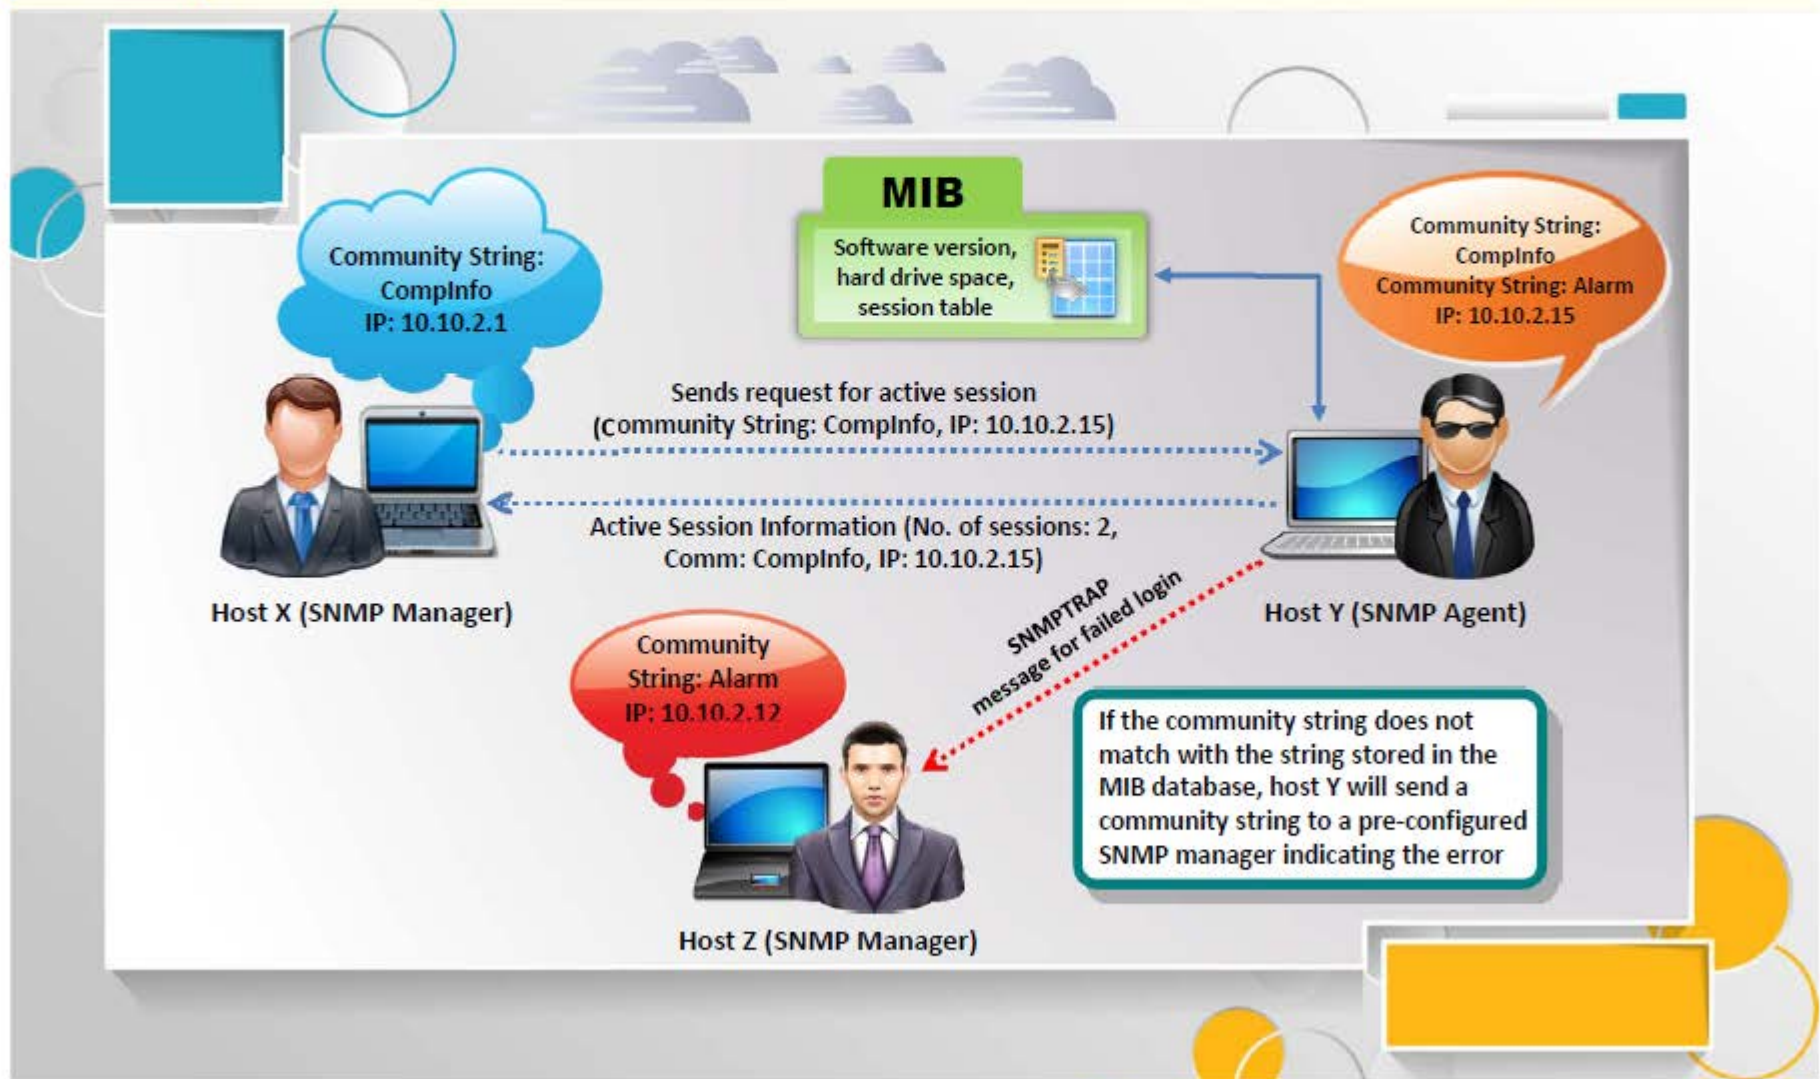 MIB
Software version,
hard drive space,
session table
Community String:
CompInfo
IP: 10.10.2.1
Community String:
CompInfo
Community String: Alarm
IP: 10.10.2.15
Sends request for active session
(Community String: CompInfo, IP: 10.10.2.15)
Active Session Information (No. of sessions: 2,
Comm: CompInfo, IP: 10.10.2.15)
Host X (SNMP Manager)
Host Y (SNMP Agent)
SNMPTRAP
message for failed login
Community
String: Alarm
IP: 10.10.2.12
Host Z (SNMP Manager)
If the community string does not
match with the string stored in the
MIB database, host Y will send a
community string to a pre-configured
SNMP manager indicating the error